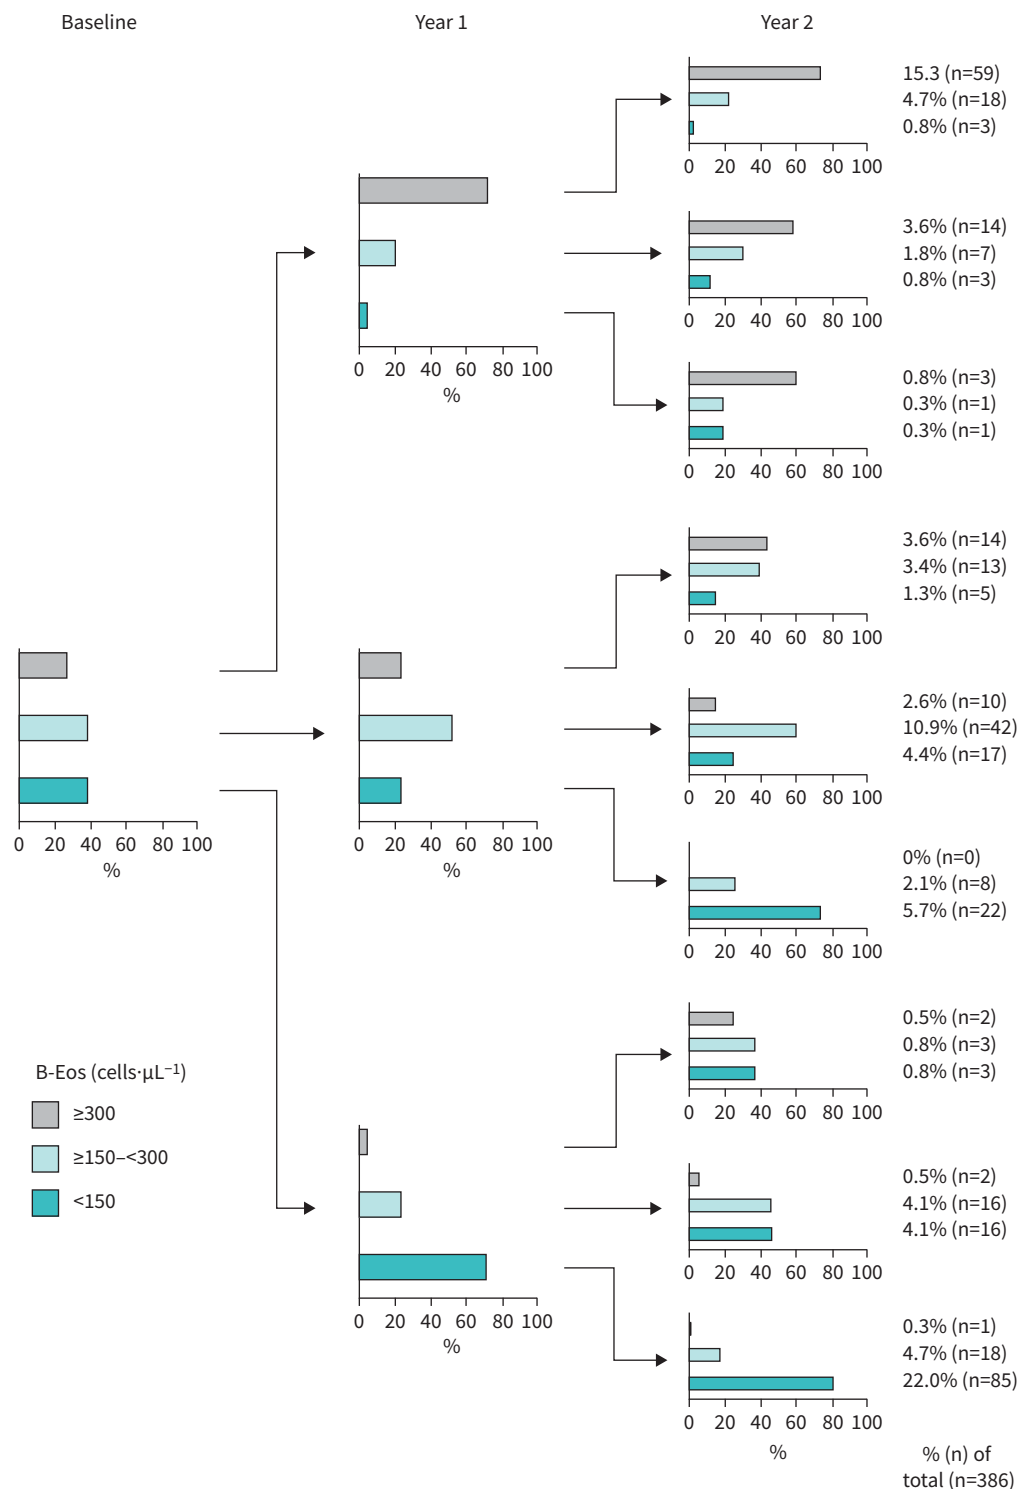 Baseline Year 1 Year 2
15.3 (n=59)
4.7% (n=18)
0.8% (n=3)
0 20 40 60 80 100
3.6% (n=14)
1.8% (n=7)
0.8% (n=3)
0 20 40 60 80 100
0 20 40 60 80 100
%
0.8% (n=3)
0.3% (n=1)
0.3% (n=1)
0 20 40 60 80 100
3.6% (n=14)
3.4% (n=13)
1.3% (n=5)
0 20 40 60 80 100
2.6% (n=10)
10.9% (n=42)
4.4% (n=17)
0 20 40 60 80 100
0 20 40 60 80 100
%
0 20 40 60 80 100
%
0% (n=0)
2.1% (n=8)
5.7% (n=22)
0 20 40 60 80 100
0.5% (n=2)
0.8% (n=3)
0.8% (n=3)
0 20 40 60 80 100
B-Eos (cells·µL⁻¹)
≥300
≥150–<300
<150
0.5% (n=2)
4.1% (n=16)
4.1% (n=16)
0 20 40 60 80 100
0 20 40 60 80 100
%
0.3% (n=1)
4.7% (n=18)
22.0% (n=85)
0 20 40 60 80 100
%
% (n) of
total (n=386)